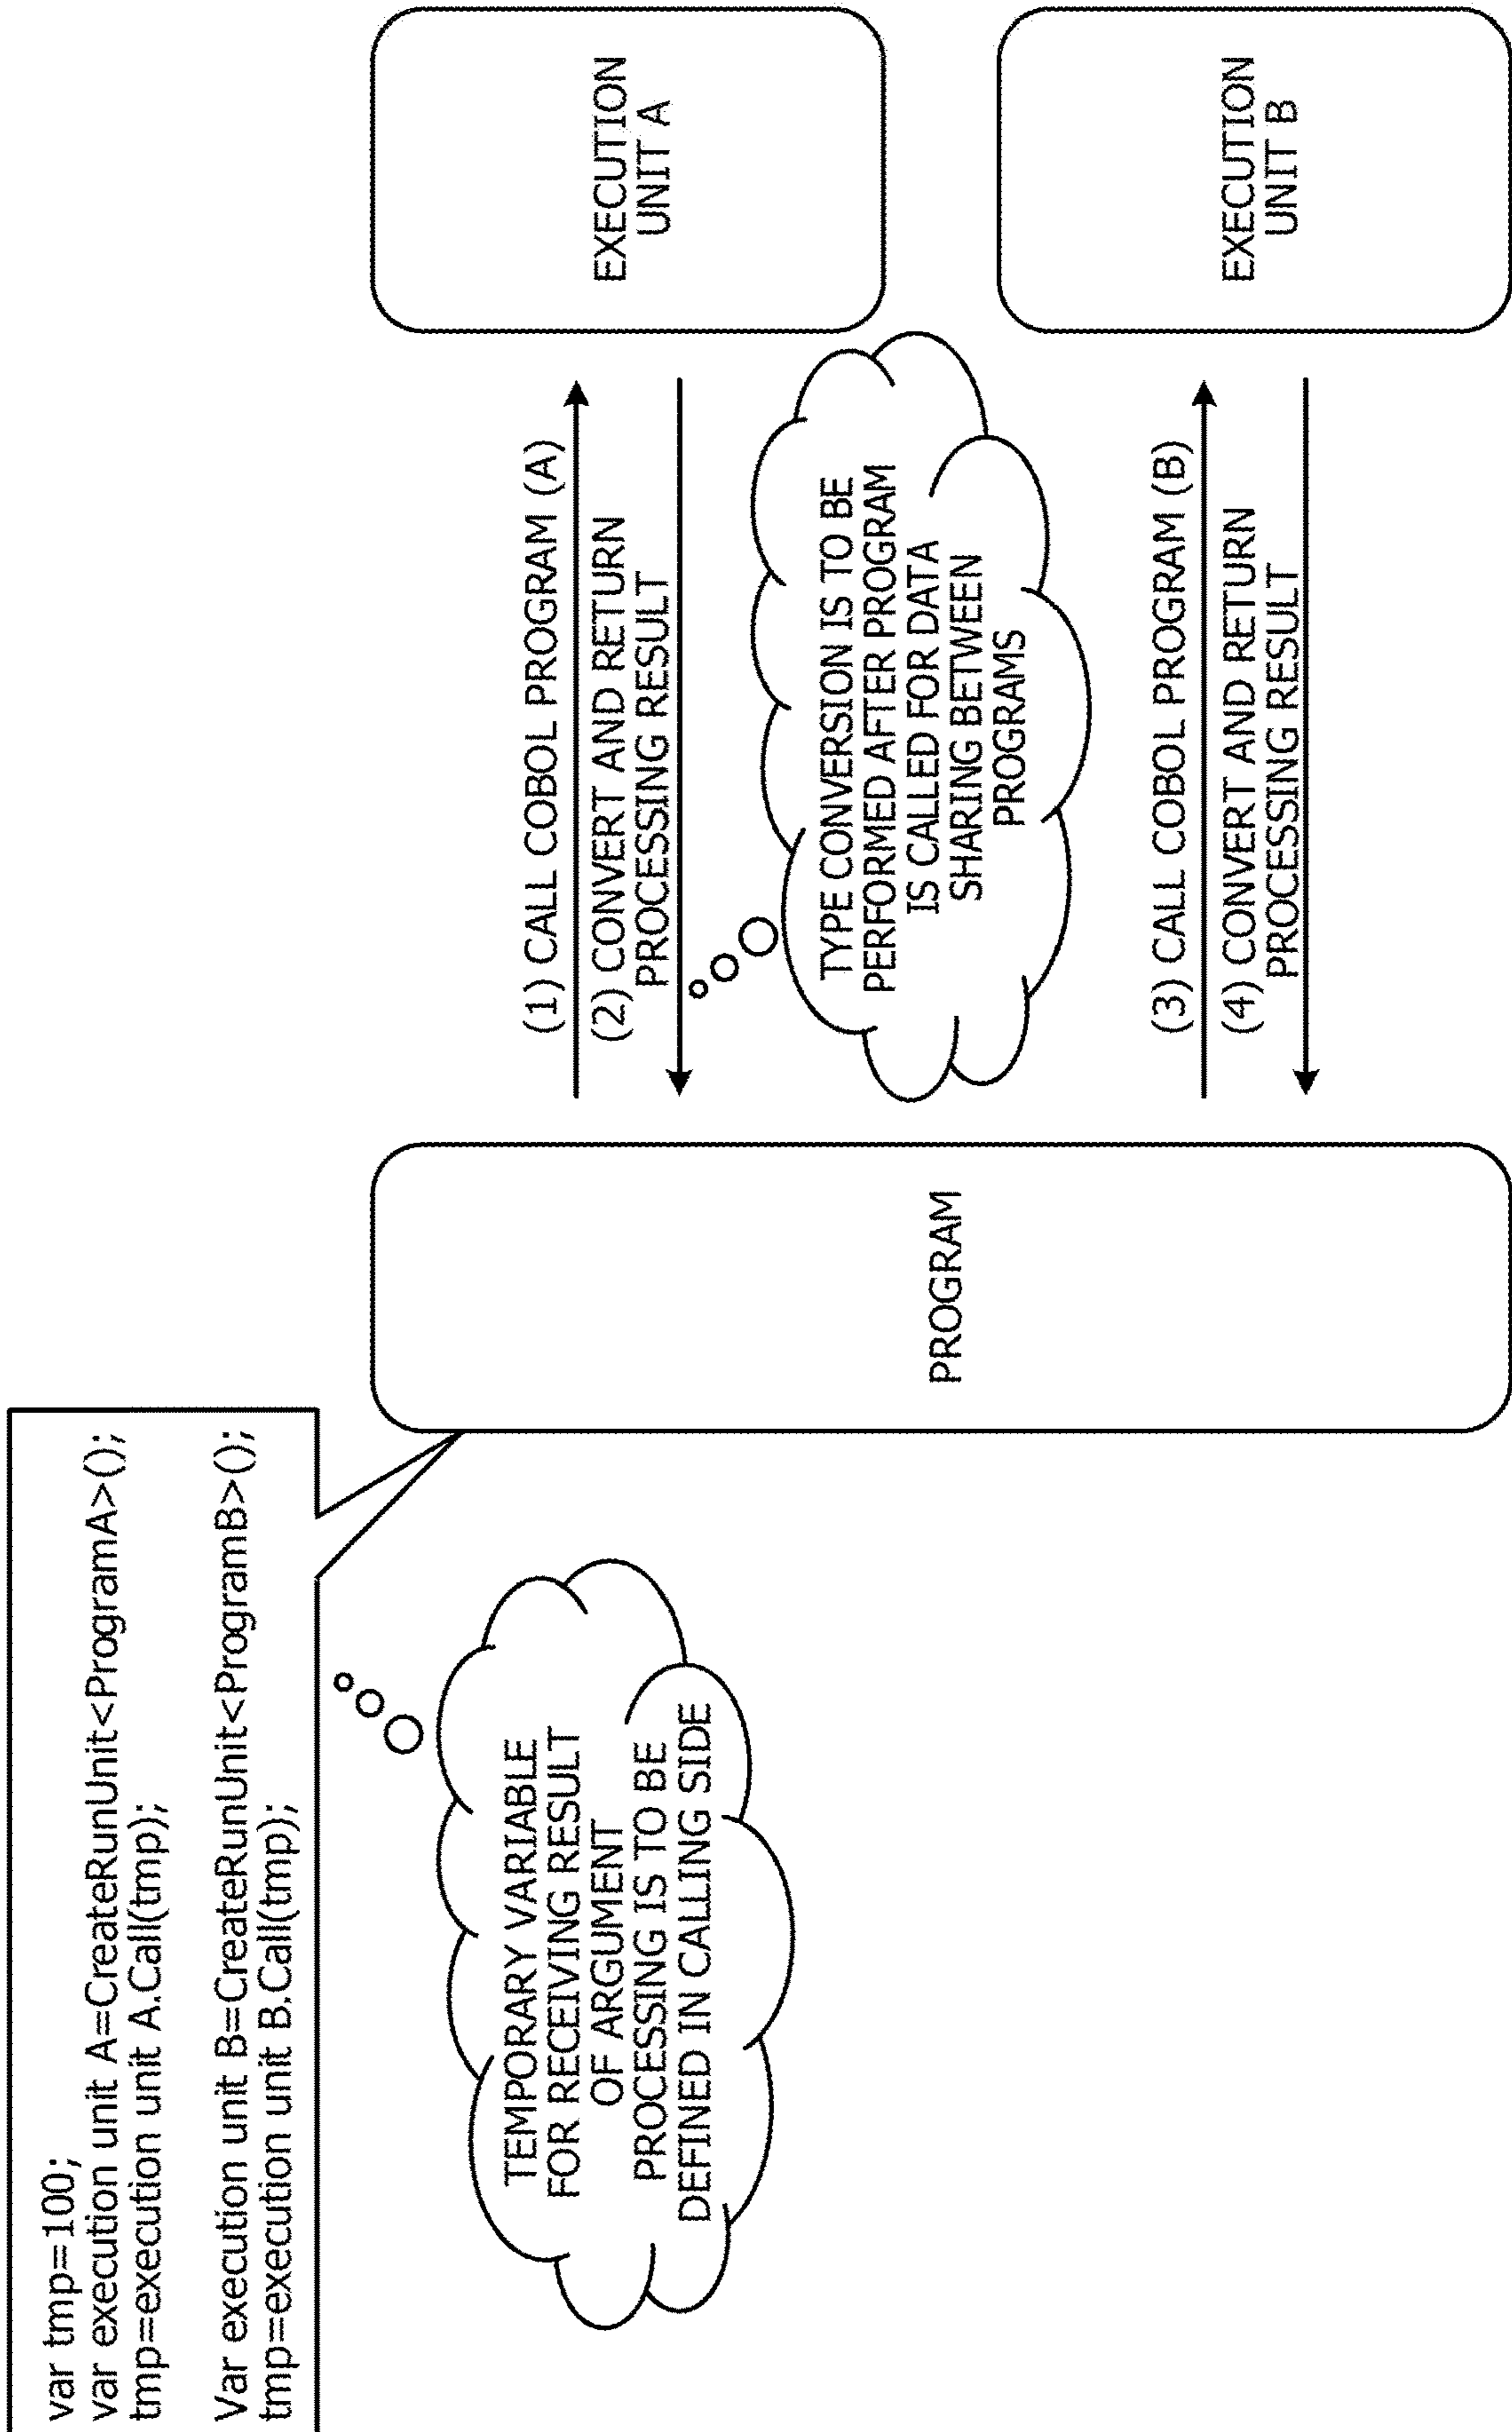 var tmp=100;
var execution unit A=CreateRunUnit<ProgramA>();
tmp=execution unit A.Call(tmp);
Var execution unit B=CreateRunUnit<ProgramB>();
tmp=execution unit B.Call(tmp);
TEMPORARY VARIABLE
FOR RECEIVING RESULT
OF ARGUMENT
PROCESSING IS TO BE
DEFINED IN CALLING SIDE
PROGRAM
(1) CALL COBOL PROGRAM (A)
(2) CONVERT AND RETURN
PROCESSING RESULT
TYPE CONVERSION IS TO BE
PERFORMED AFTER PROGRAM
IS CALLED FOR DATA
SHARING BETWEEN
PROGRAMS
(3) CALL COBOL PROGRAM (B)
(4) CONVERT AND RETURN
PROCESSING RESULT
EXECUTION
UNIT A
EXECUTION
UNIT B